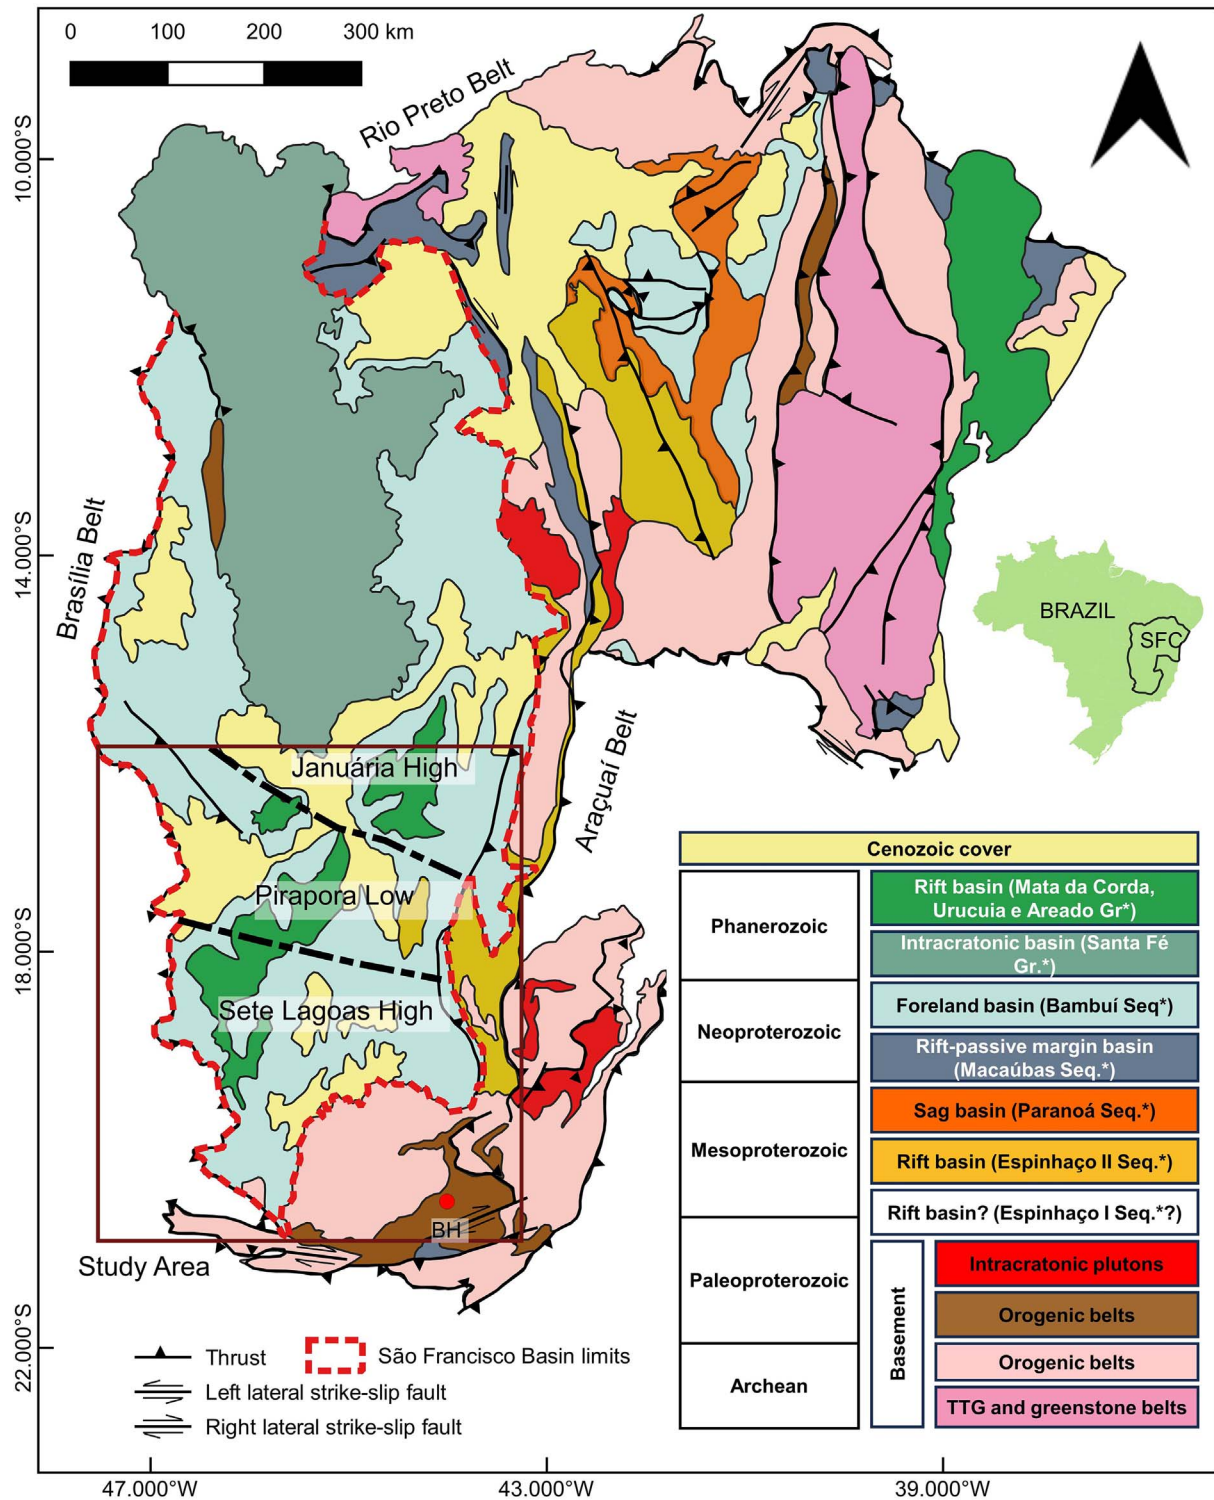 0 100 200 300 km
Rio Preto Belt
10.000°S
14.000°S
18.000°S
22.000°S
Brasília Belt
BRAZIL
SFC
Januária High
Araçuaí Belt
Pirapora Low
Sete Lagoas High
BH
Study Area
Cenozoic cover
Phanerozoic
Rift basin (Mata da Corda,
Urucuia e Areado Gr*)
Intracratonic basin (Santa Fé
Gr.*)
Neoproterozoic
Foreland basin (Bambuí Seq*)
Rift-passive margin basin
(Macaúbas Seq.*)
Mesoproterozoic
Sag basin (Paranoá Seq.*)
Rift basin (Espinhaço II Seq.*)
Rift basin? (Espinhaço I Seq.*?)
Paleoproterozoic
Basement
Intracratonic plutons
Orogenic belts
Archean
Orogenic belts
TTG and greenstone belts
Thrust
São Francisco Basin limits
Left lateral strike-slip fault
Right lateral strike-slip fault
47.000°W 43.000°W 39.000°W